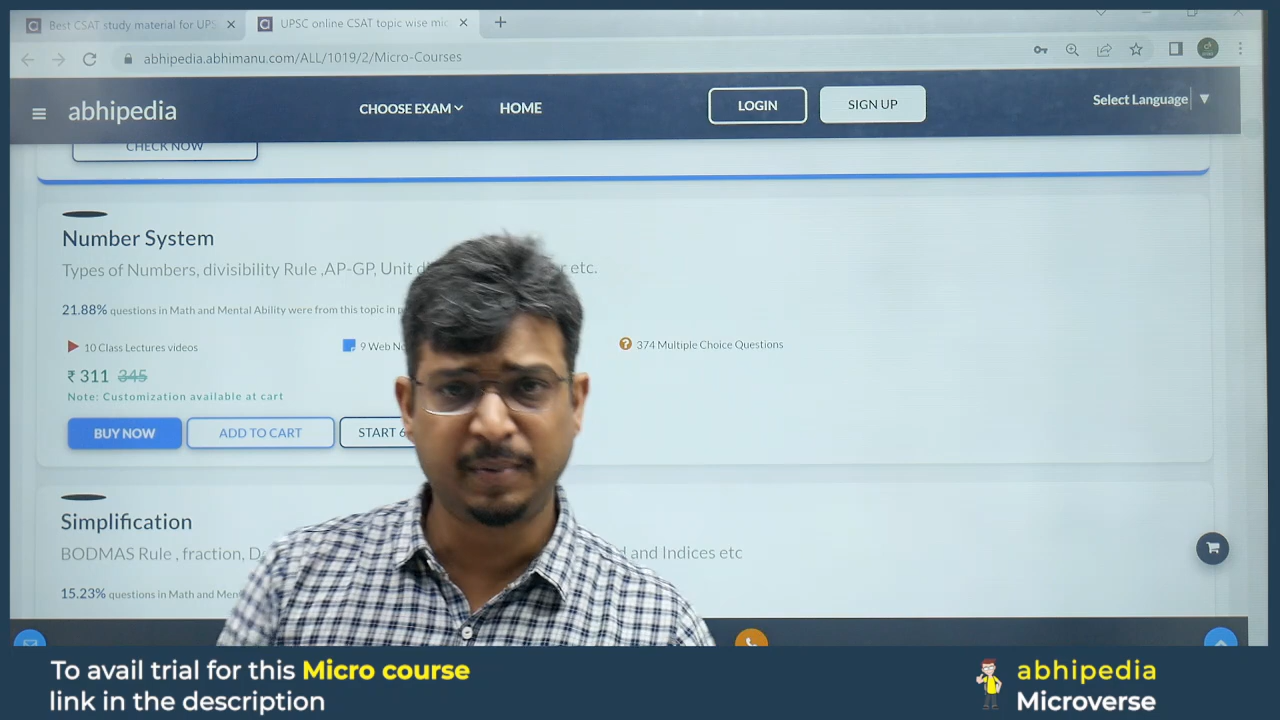 Best CSAT study material for UPS
UPSC online CSAT topic wise mic
abhipedia.abhimanu.com/ALL/1019/2/Micro-Courses
abhipedia
CHOOSE EXAM
HOME
LOGIN
SIGN UP
Select Language
CHECK NOW
Number System
Types of Numbers, divisibility Rule ,AP-GP, Unit etc.
21.88% questions in Math and Mental Ability were from this topic in
10 Class Lectures videos
9 Web
374 Multiple Choice Questions
₹ 311 345
Note: Customization available at cart
BUY NOW
ADD TO CART
START
Simplification
BODMAS Rule , fraction, and Indices etc
15.23% questions in Math and
To avail trial for this Micro course
link in the description
abhipedia
Microverse